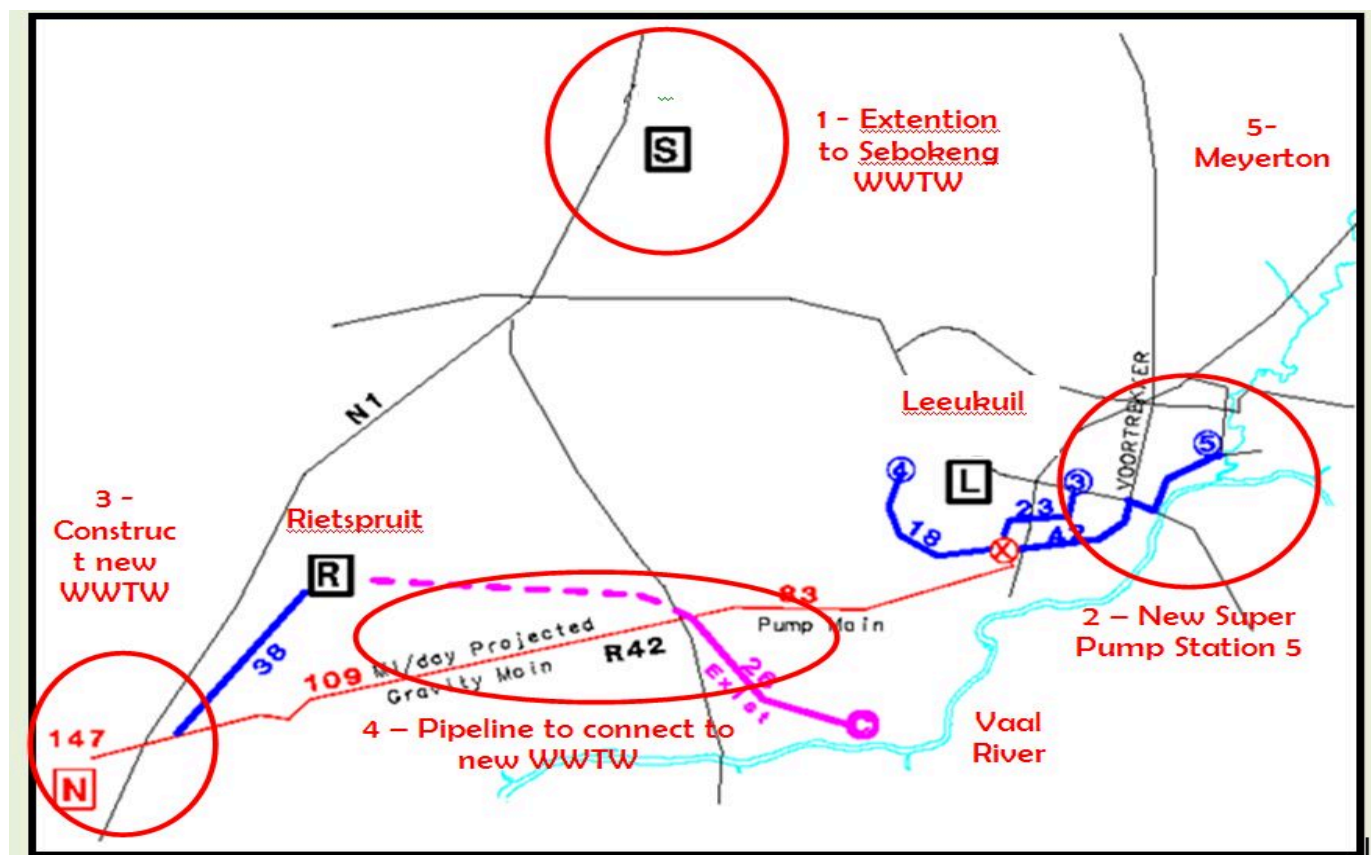 S
1 - Extention
to Sebokeng
WWTW
5-
Meyerton
N1
VOORTREKKER
Leeukuil
4
L
3
5
23
18
3 -
Construc
t new
WWTW
Rietspruit
R
X
83
Pump Main
2 – New Super
Pump Station 5
38
109
Ml/day Projected
Gravity Main
R42
26
Exist
C
147
N
4 – Pipeline to connect to
new WWTW
Vaal
River